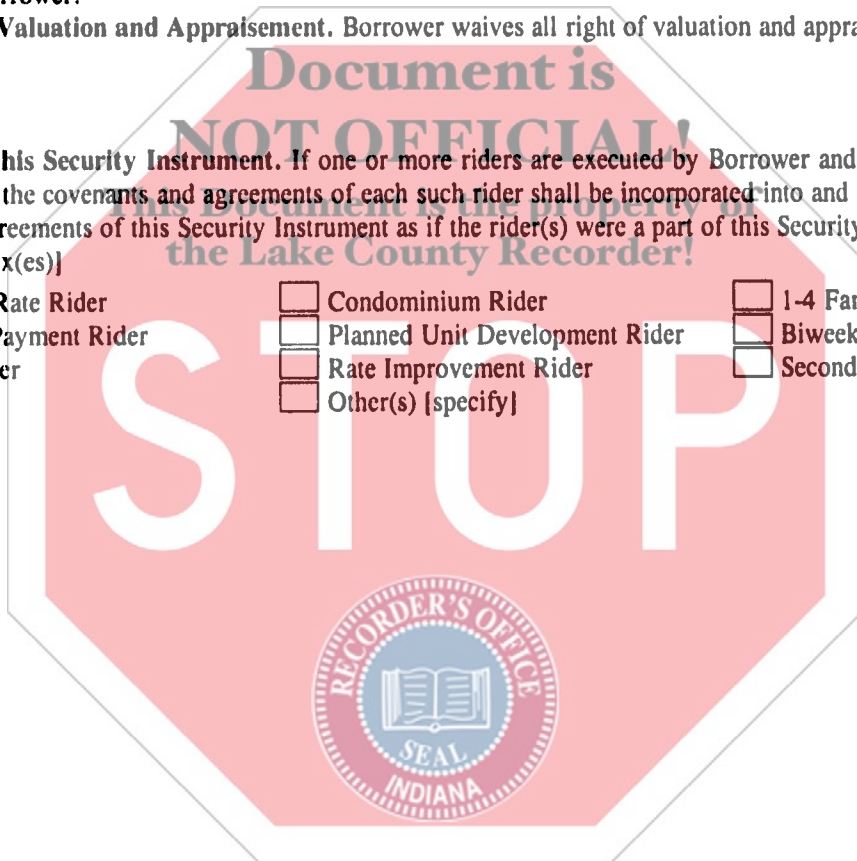 rrower.
Valuation and Appraisement. Borrower waives all right of valuation and appra
Document is
NOT OFFICIAL!
his Security Instrument. If one or more riders are executed by Borrower and
the covenants and agreements of each such rider shall be incorporated into and
This Document is the property of
reements of this Security Instrument as if the rider(s) were a part of this Security
the Lake County Recorder!
x(es)]
Rate Rider Condominium Rider 1-4 Fam
Payment Rider Planned Unit Development Rider Biweek
er Rate Improvement Rider Second
Other(s) [specify]
STOP
RECORDER'S OFFICE
SEAL
INDIANA